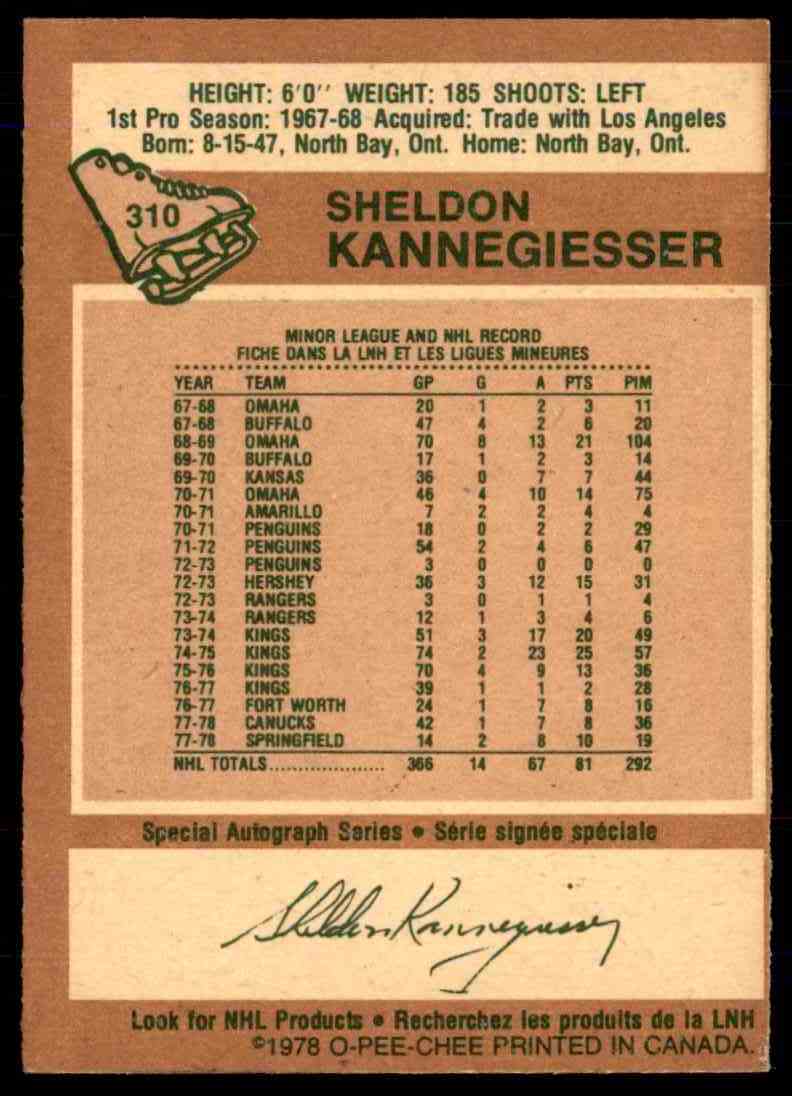 HEIGHT: 6'0'' WEIGHT: 185 SHOOTS: LEFT
1st Pro Season: 1967-68 Acquired: Trade with Los Angeles
Born: 8-15-47, North Bay, Ont. Home: North Bay, Ont.
310
SHELDON
KANNEGIESSER
MINOR LEAGUE AND NHL RECORD
FICHE DANS LA LNH ET LES LIGUES MINEURES
YEAR TEAM GP G A PTS PIM
67-68 OMAHA 20 1 2 3 11
67-68 BUFFALO 47 4 2 6 20
68-69 OMAHA 70 8 13 21 104
69-70 BUFFALO 17 1 2 3 14
69-70 KANSAS 36 0 7 7 44
70-71 OMAHA 46 4 10 14 75
70-71 AMARILLO 7 2 2 4 4
70-71 PENGUINS 18 0 2 2 29
71-72 PENGUINS 54 2 4 6 47
72-73 PENGUINS 3 0 0 0 0
72-73 HERSHEY 36 3 12 15 31
72-73 RANGERS 3 0 1 1 4
73-74 RANGERS 12 1 3 4 6
73-74 KINGS 51 3 17 20 49
74-75 KINGS 74 2 23 25 57
75-76 KINGS 70 4 9 13 36
76-77 KINGS 39 1 1 2 28
76-77 FORT WORTH 24 1 7 8 16
77-78 CANUCKS 42 1 7 8 36
77-78 SPRINGFIELD 14 2 8 10 19
NHL TOTALS.................... 366 14 67 81 292
Special Autograph Series • Série signée spéciale
Sheldon Kannegiesser
Look for NHL Products • Recherchez les produits de la LNH
©1978 O-PEE-CHEE PRINTED IN CANADA.